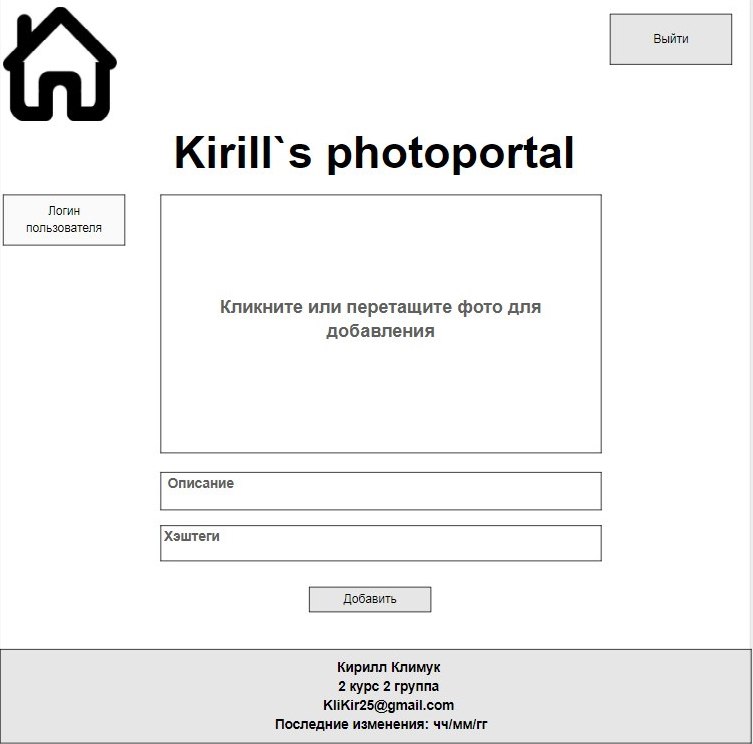 Выйти
Kirill`s photoportal
Логин
пользователя
Кликните или перетащите фото для
добавления
Описание
Хэштеги
Добавить
Кирилл Климук
2 курс 2 группа
KliKir25@gmail.com
Последние изменения: чч/мм/гг